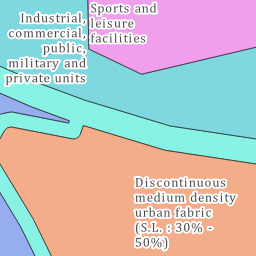 Industrial,
commercial,
public,
military and
private units
Sports and
leisure
facilities
Discontinuous
medium density
urban fabric
(S.L. : 30% -
50%)